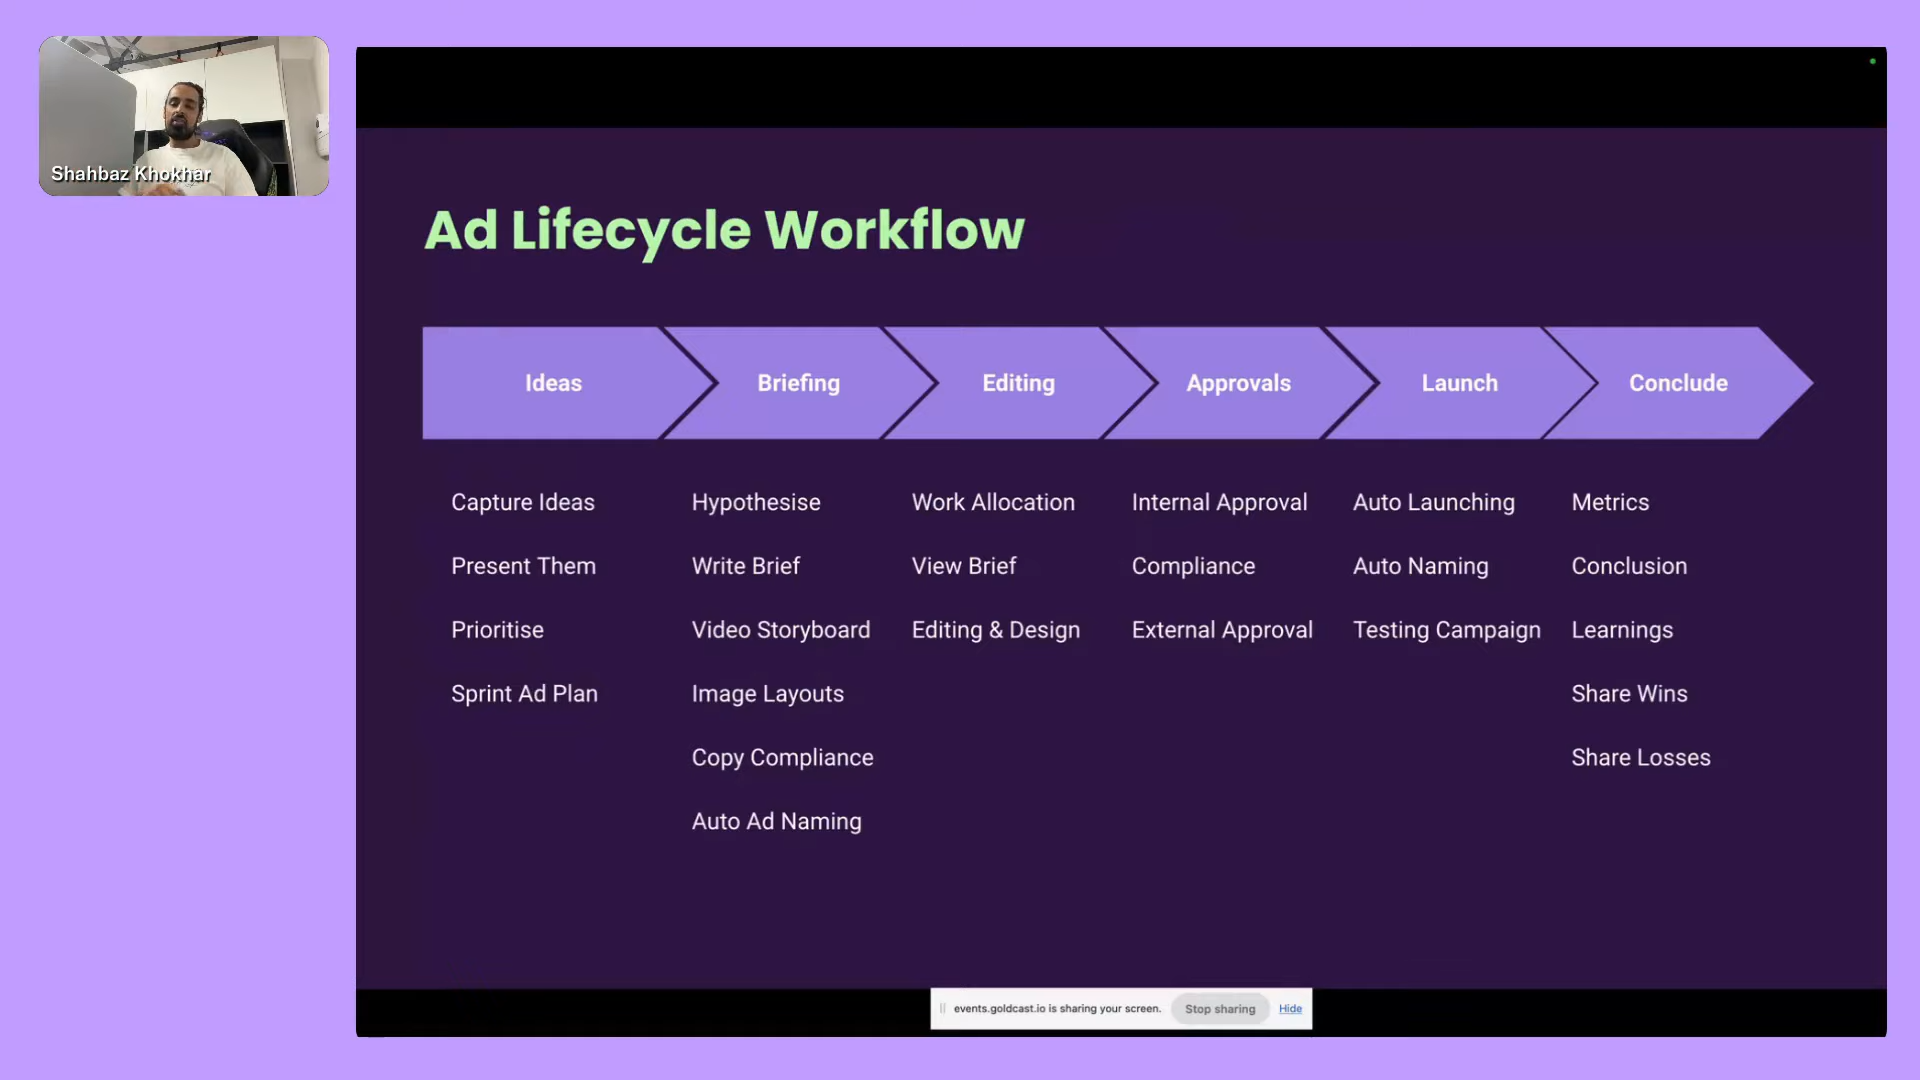 Shahbaz Khokhar
Ad Lifecycle Workflow
Ideas
Briefing
Editing
Approvals
Launch
Conclude
Capture Ideas
Present Them
Prioritise
Sprint Ad Plan
Hypothesise
Write Brief
Video Storyboard
Image Layouts
Copy Compliance
Auto Ad Naming
Work Allocation
View Brief
Editing & Design
Internal Approval
Compliance
External Approval
Auto Launching
Auto Naming
Testing Campaign
Metrics
Conclusion
Learnings
Share Wins
Share Losses
events.goldcast.io is sharing your screen.
Stop sharing
Hide